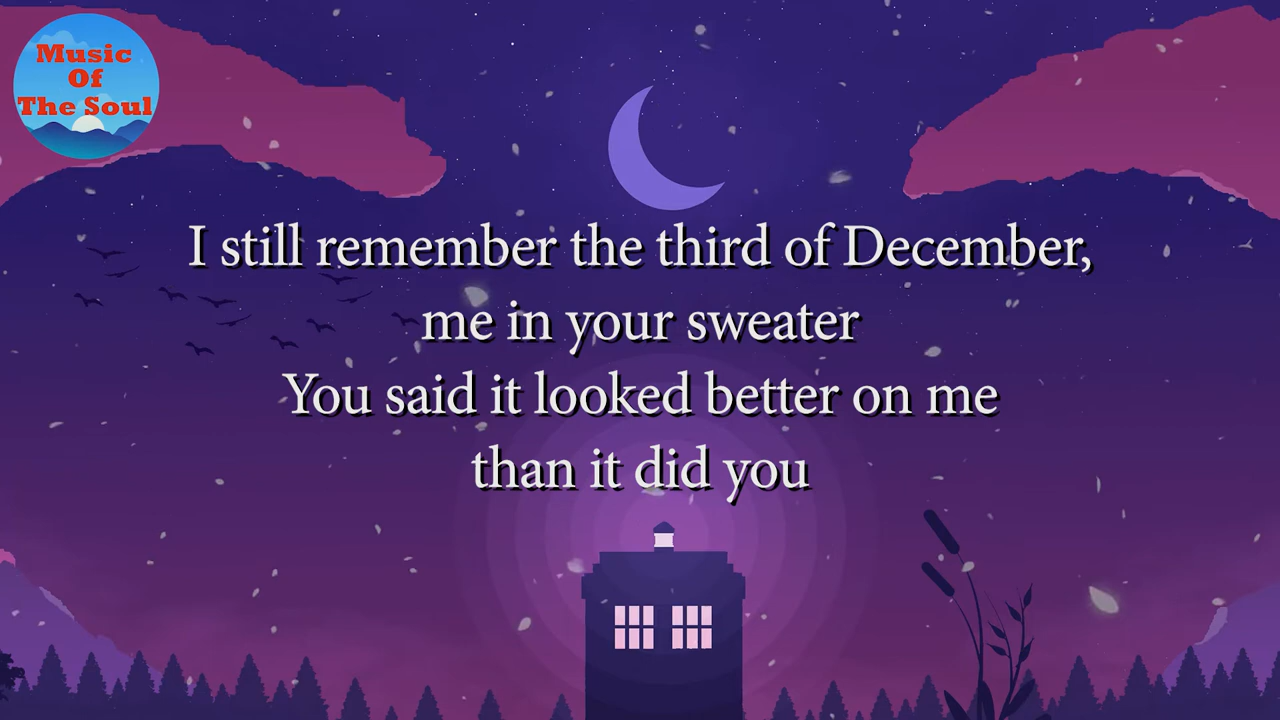 Music
Of
The Soul
I still remember the third of December,
me in your sweater
You said it looked better on me
than it did you